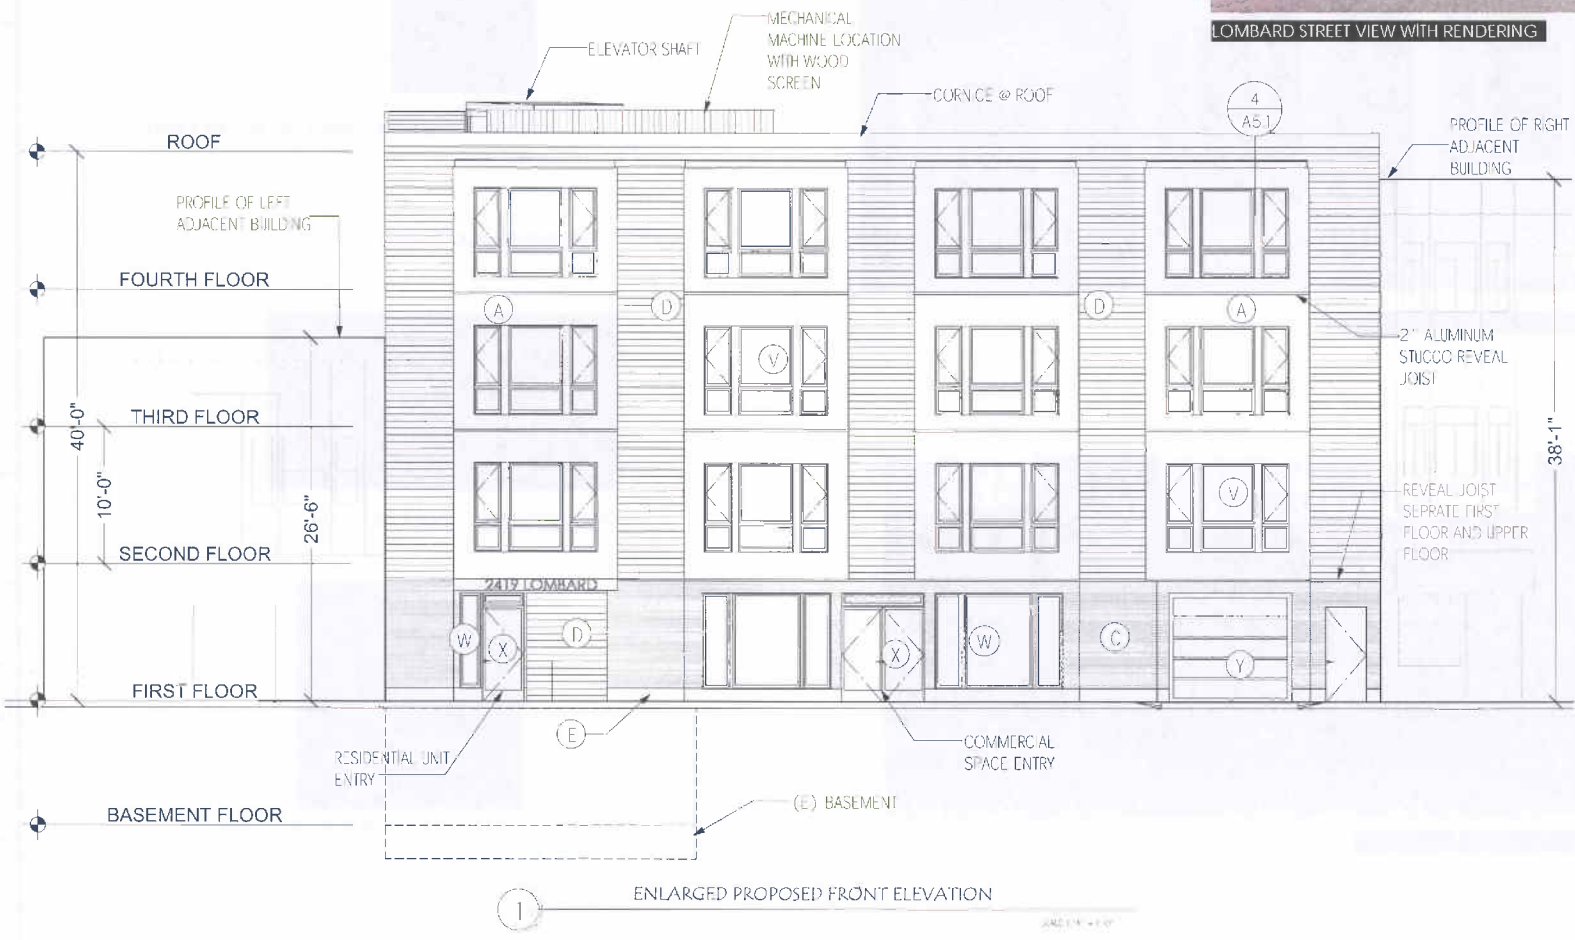 LOMBARD STREET VIEW WITH RENDERING
MECHANICAL
MACHINE LOCATION
WITH WOOD
SCREEN
ELEVATOR SHAFT
CORNICE @ ROOF
4
A5.1
PROFILE OF RIGHT
ADJACENT
BUILDING
ROOF
PROFILE OF LEFT
ADJACENT BUILDING
FOURTH FLOOR
A
D
D
A
2" ALUMINUM
STUCCO REVEAL
JOIST
V
THIRD FLOOR
40'-0"
38'-1"
10'-0"
26'-6"
V
REVEAL JOIST
SEPRATE FIRST
FLOOR AND UPPER
FLOOR
SECOND FLOOR
2419 LOMBARD
W
X
D
X
W
C
Y
FIRST FLOOR
E
RESIDENTIAL UNIT
ENTRY
COMMERCIAL
SPACE ENTRY
(E) BASEMENT
BASEMENT FLOOR
1
ENLARGED PROPOSED FRONT ELEVATION